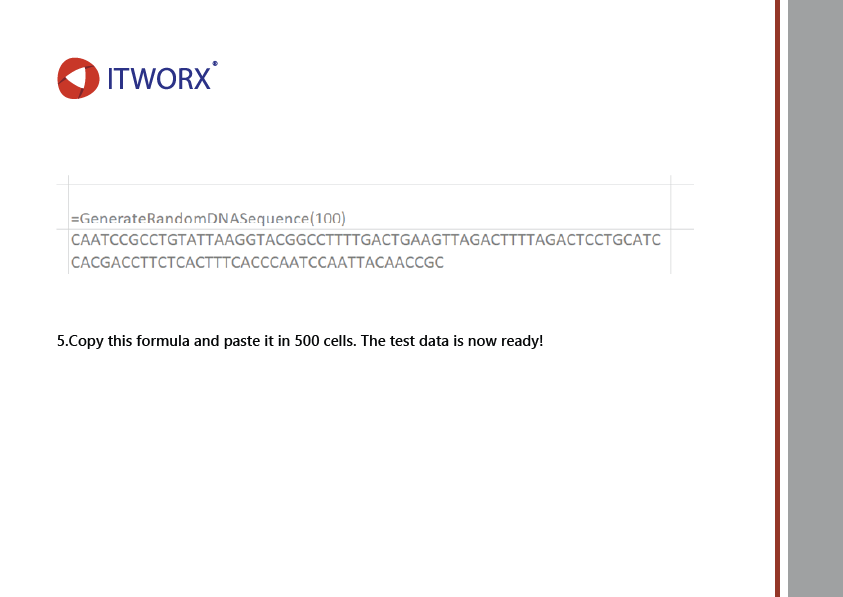 ITWORX®
=GenerateRandomDNASequence(100)
CAATCCGCCTGTATTAAGGTACGGCCTTTTGACTGAAGTTAGACTTTTAGACTCCTGCATC
CACGACCTTCTCACTTTCACCCAATCCAATTACAACCGC
5.Copy this formula and paste it in 500 cells. The test data is now ready!